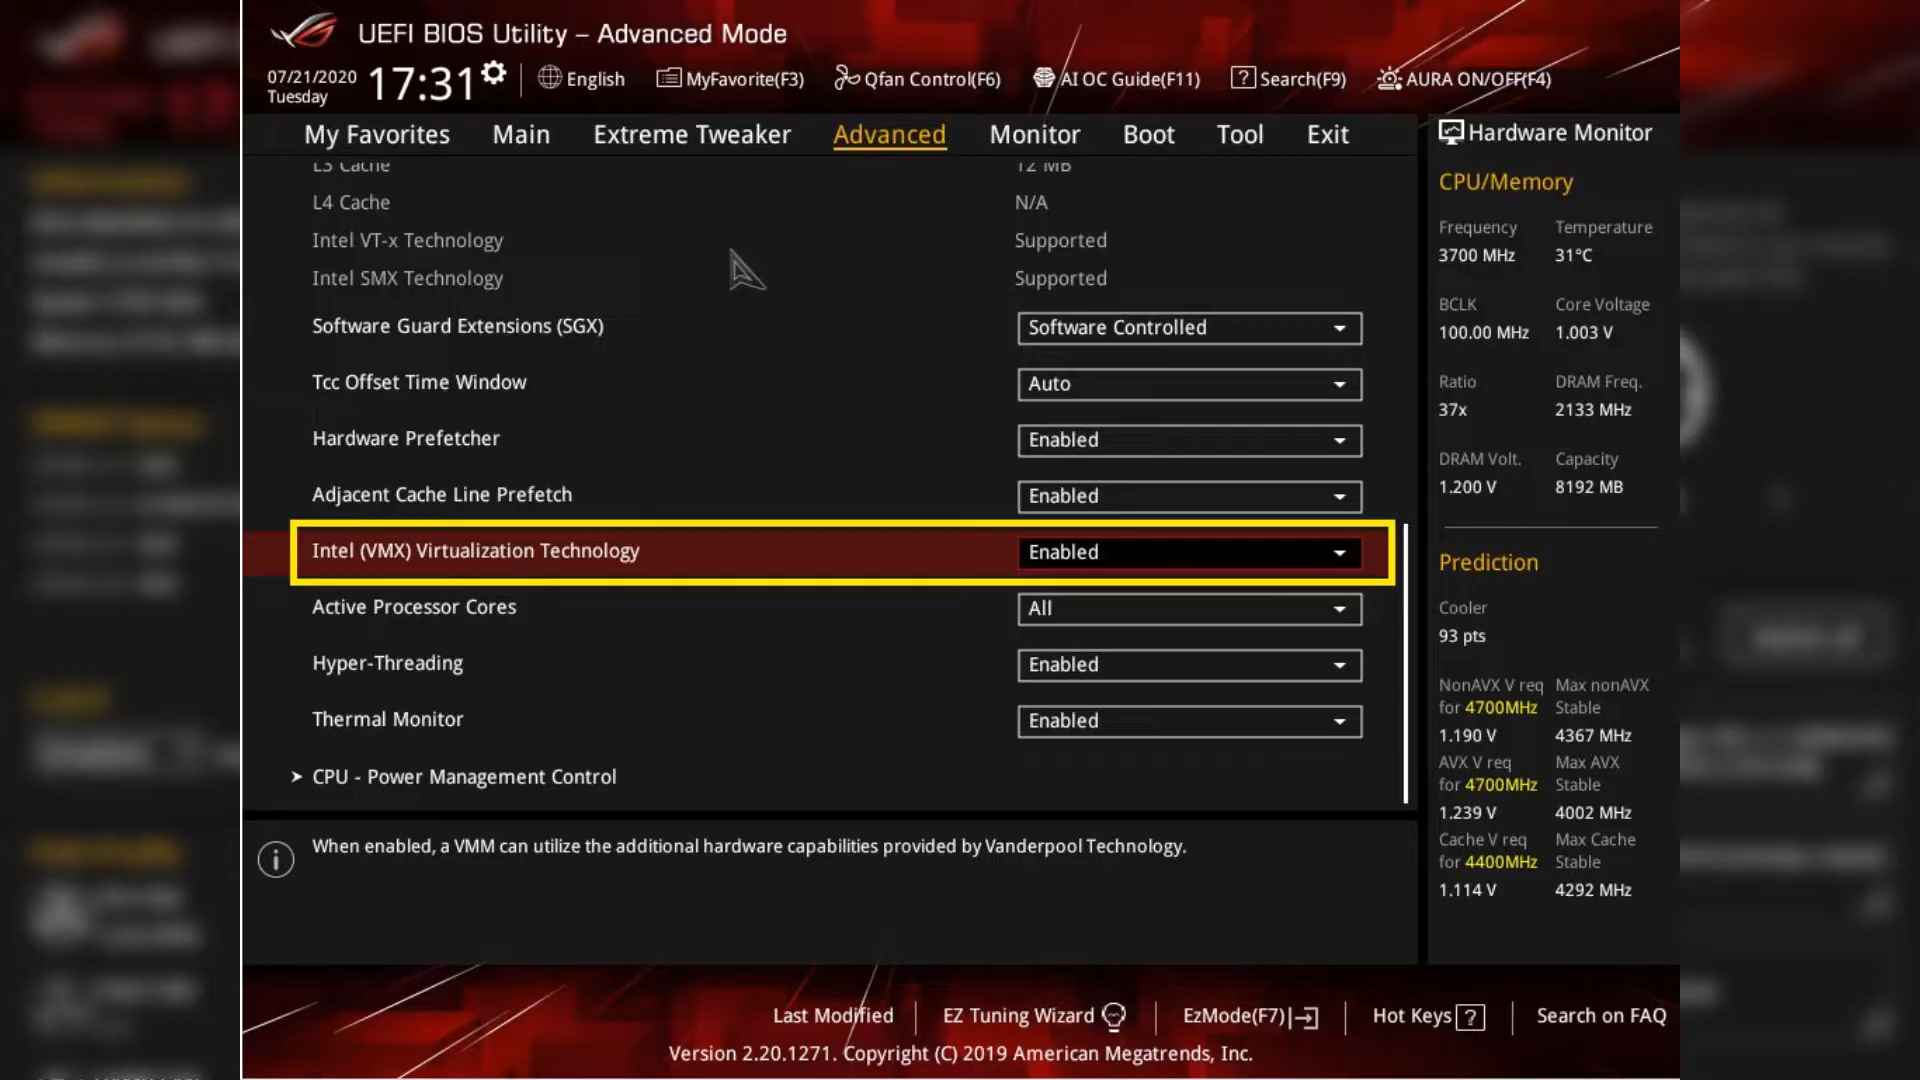 UEFI BIOS Utility – Advanced Mode
07/21/2020
Tuesday
17:31
English
MyFavorite(F3)
Qfan Control(F6)
AI OC Guide(F11)
Search(F9)
AURA ON/OFF(F4)
My Favorites
Main
Extreme Tweaker
Advanced
Monitor
Boot
Tool
Exit
L3 Cache 12 MB
L4 Cache N/A
Intel VT-x Technology Supported
Intel SMX Technology Supported
Software Guard Extensions (SGX) Software Controlled
Tcc Offset Time Window Auto
Hardware Prefetcher Enabled
Adjacent Cache Line Prefetch Enabled
Intel (VMX) Virtualization Technology Enabled
Active Processor Cores All
Hyper-Threading Enabled
Thermal Monitor Enabled
CPU - Power Management Control
When enabled, a VMM can utilize the additional hardware capabilities provided by Vanderpool Technology.
Hardware Monitor
CPU/Memory
Frequency Temperature
3700 MHz 31°C
BCLK Core Voltage
100.00 MHz 1.003 V
Ratio DRAM Freq.
37x 2133 MHz
DRAM Volt. Capacity
1.200 V 8192 MB
Prediction
Cooler
93 pts
NonAVX V req Max nonAVX
for 4700MHz Stable
1.190 V 4367 MHz
AVX V req Max AVX
for 4700MHz Stable
1.239 V 4002 MHz
Cache V req Max Cache
for 4400MHz Stable
1.114 V 4292 MHz
Last Modified
EZ Tuning Wizard
EzMode(F7)
Hot Keys ?
Search on FAQ
Version 2.20.1271. Copyright (C) 2019 American Megatrends, Inc.